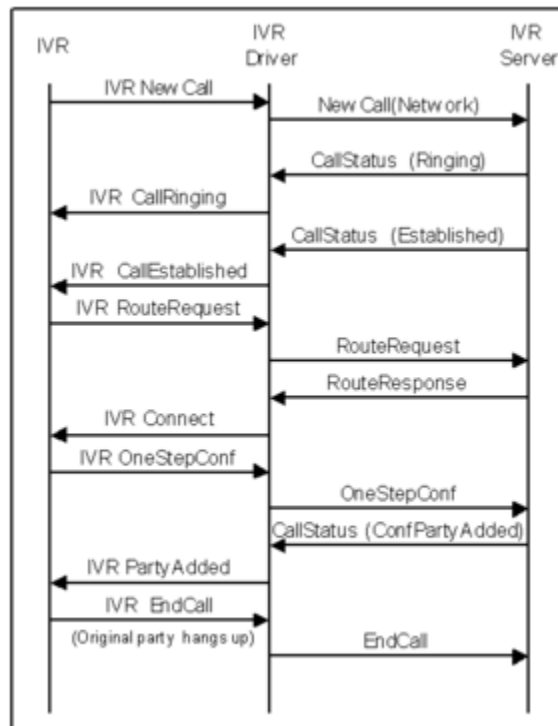 IVR
IVR
Driver
IVR
Server
IVR New Call
New Call(Network)
CallStatus (Ringing)
IVR CallRinging
CallStatus (Established)
IVR CallEstablished
IVR RouteRequest
RouteRequest
RouteResponse
IVR Connect
IVR OneStepConf
OneStepConf
CallStatus (ConfPartyAdded)
IVR PartyAdded
IVR EndCall
(Original party hangs up)
EndCall